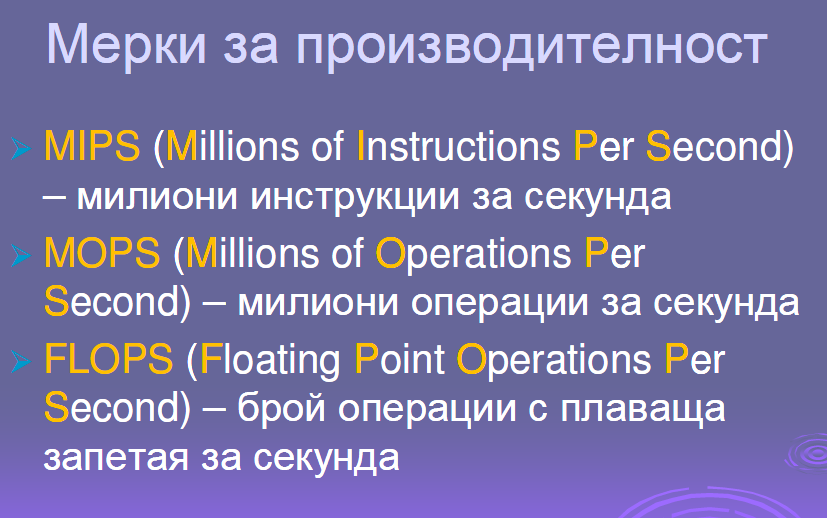 Мерки за производителност
➢ MIPS (Millions of Instructions Per Second)
– милиони инструкции за секунда
➢ MOPS (Millions of Operations Per
Second) – милиони операции за секунда
➢ FLOPS (Floating Point Operations Per
Second) – брой операции с плаваща
запетая за секунда